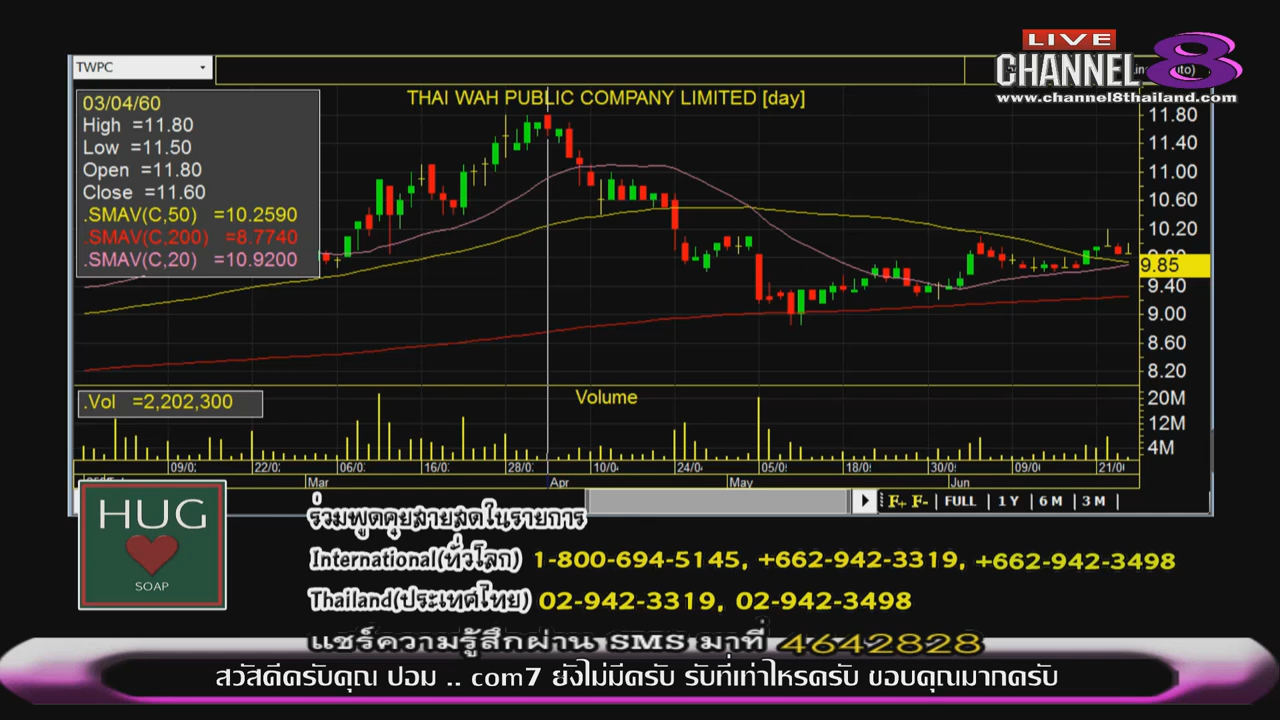 LIVE
CHANNEL 8
www.channel8thailand.com
TWPC
03/04/60
High =11.80
Low =11.50
Open =11.80
Close =11.60
.SMAV(C,50) =10.2590
.SMAV(C,200) =8.7740
.SMAV(C,20) =10.9200
THAI WAH PUBLIC COMPANY LIMITED [day]
11.80
11.40
11.00
10.60
10.20
9.85
9.40
9.00
8.60
8.20
.Vol =2,202,300
Volume
20M
12M
4M
09/0 22/0 06/0 16/0 28/0 10/0 24/0 05/0 18/0 30/0 09/0 21/0
Mar Apr May Jun
F+ F- | FULL | 1 Y | 6 M | 3 M |
HUG
SOAP
ร่วมพูดคุยสายสดในรายการ
International(ทั่วโลก) 1-800-694-5145, +662-942-3319, +662-942-3498
Thailand(ประเทศไทย) 02-942-3319, 02-942-3498
แชร์ความรู้สึกผ่าน SMS มาที่ 4642828
สวัสดีครับคุณ ปอม .. com7 ยังไม่มีครับ รับที่เท่าไหรครับ ขอบคุณมากครับ